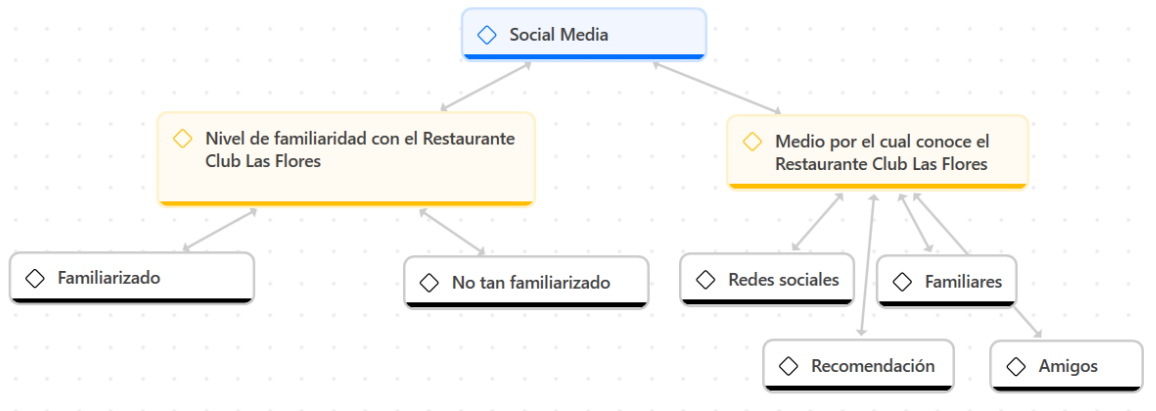 Social Media
Nivel de familiaridad con el Restaurante
Club Las Flores
Medio por el cual conoce el
Restaurante Club Las Flores
Familiarizado
No tan familiarizado
Redes sociales
Familiares
Recomendación
Amigos